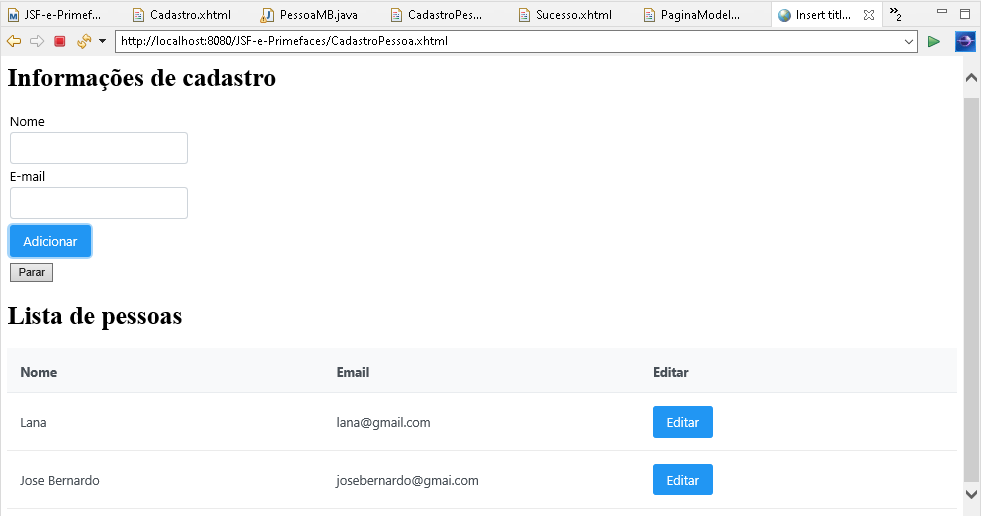 JSF-e-Primef... Cadastro.xhtml PessoaMB.java CadastroPes... Sucesso.xhtml PaginaModel... Insert titl... »2
http://localhost:8080/JSF-e-Primefaces/CadastroPessoa.xhtml
Informações de cadastro
Nome
E-mail
Adicionar
Parar
Lista de pessoas
Nome Email Editar
Lana lana@gmail.com Editar
Jose Bernardo josebernardo@gmai.com Editar